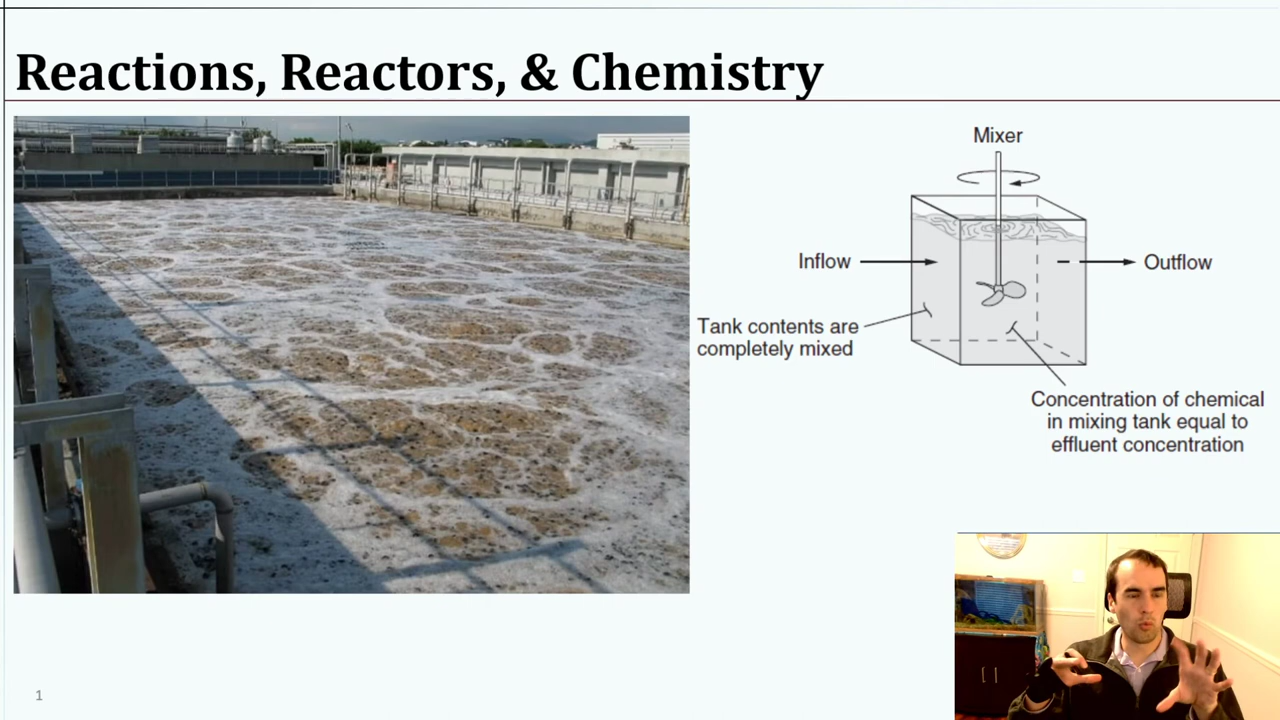 Reactions, Reactors, & Chemistry
Mixer
Inflow
Outflow
Tank contents are
completely mixed
Concentration of chemical
in mixing tank equal to
effluent concentration
1